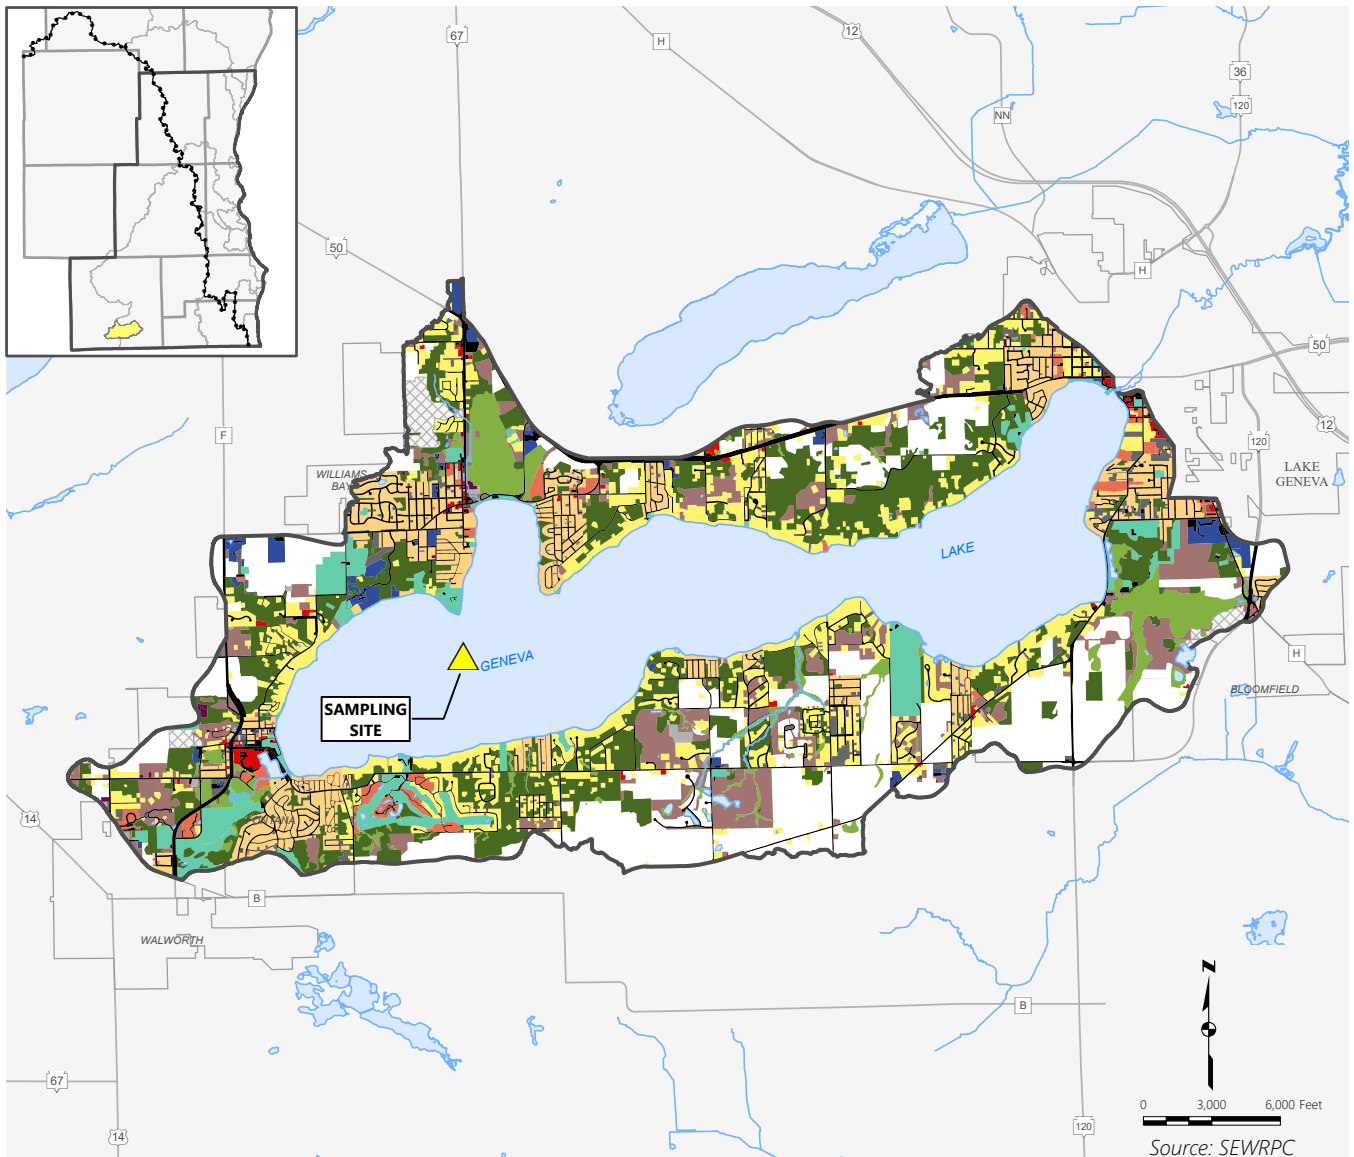 67
H
12
36
120
NN
50
H
50
12
F
120
WILLIAMS
BAY
LAKE
GENEVA
LAKE
GENEVA
H
BLOOMFIELD
SAMPLING
SITE
14
FONTANA
B
WALWORTH
B
67
14
120
N
0 3,000 6,000 Feet
Source: SEWRPC